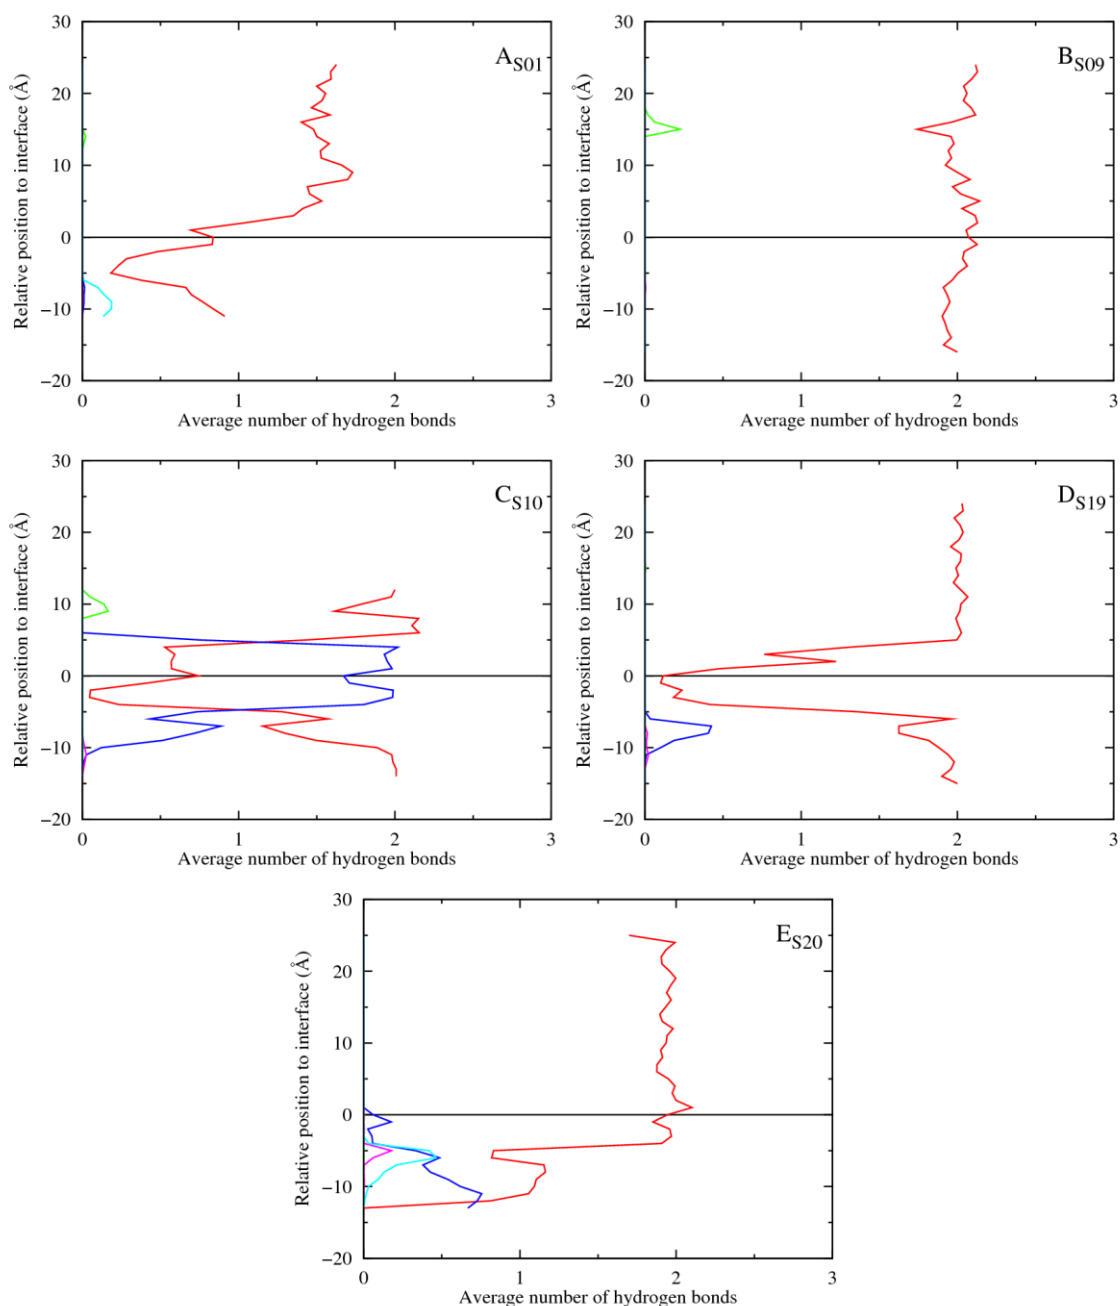 30
20
10
0
−10
−20
Relative position to interface (Å)
A_S01
0 1 2 3
Average number of hydrogen bonds
30
20
10
0
−10
−20
Relative position to interface (Å)
B_S09
0 1 2 3
Average number of hydrogen bonds
30
20
10
0
−10
−20
Relative position to interface (Å)
C_S10
0 1 2 3
Average number of hydrogen bonds
30
20
10
0
−10
−20
Relative position to interface (Å)
D_S19
0 1 2 3
Average number of hydrogen bonds
30
20
10
0
−10
−20
Relative position to interface (Å)
E_S20
0 1 2 3
Average number of hydrogen bonds